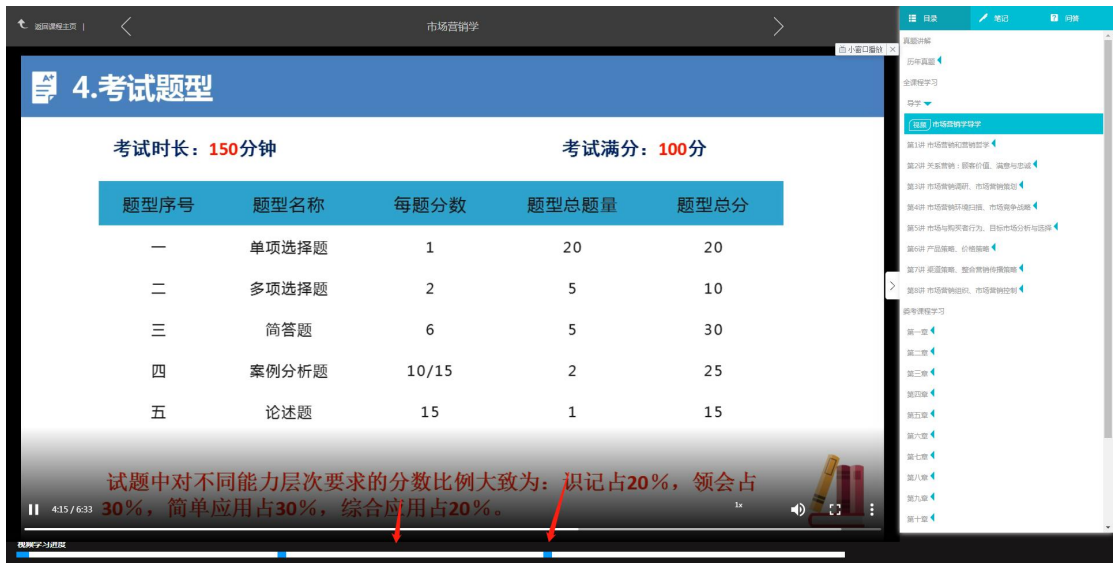 返回课程主页 |
市场营销学
小窗口播放
4.考试题型
考试时长：150分钟 考试满分：100分
题型序号 题型名称 每题分数 题型总题量 题型总分
一 单项选择题 1 20 20
二 多项选择题 2 5 10
三 简答题 6 5 30
四 案例分析题 10/15 2 25
五 论述题 15 1 15
试题中对不同能力层次要求的分数比例大致为：识记占20%，领会占
30%，简单应用占30%，综合应用占20%。
4:15 / 6:33
1x
视频学习进度
目录 笔记 问答
真题讲解
历年真题
全课程学习
导学
视频 市场营销学导学
第1讲 市场营销和营销哲学
第2讲 关系营销：顾客价值、满意与忠诚
第3讲 市场营销调研、市场营销策划
第4讲 市场营销环境扫描、市场竞争战略
第5讲 市场与购买者行为、目标市场分析与选择
第6讲 产品策略、价格策略
第7讲 渠道策略、整合营销传播策略
第8讲 市场营销组织、市场营销控制
第一章
第二章
第三章
第四章
第五章
第六章
第七章
第八章
第九章
第十章